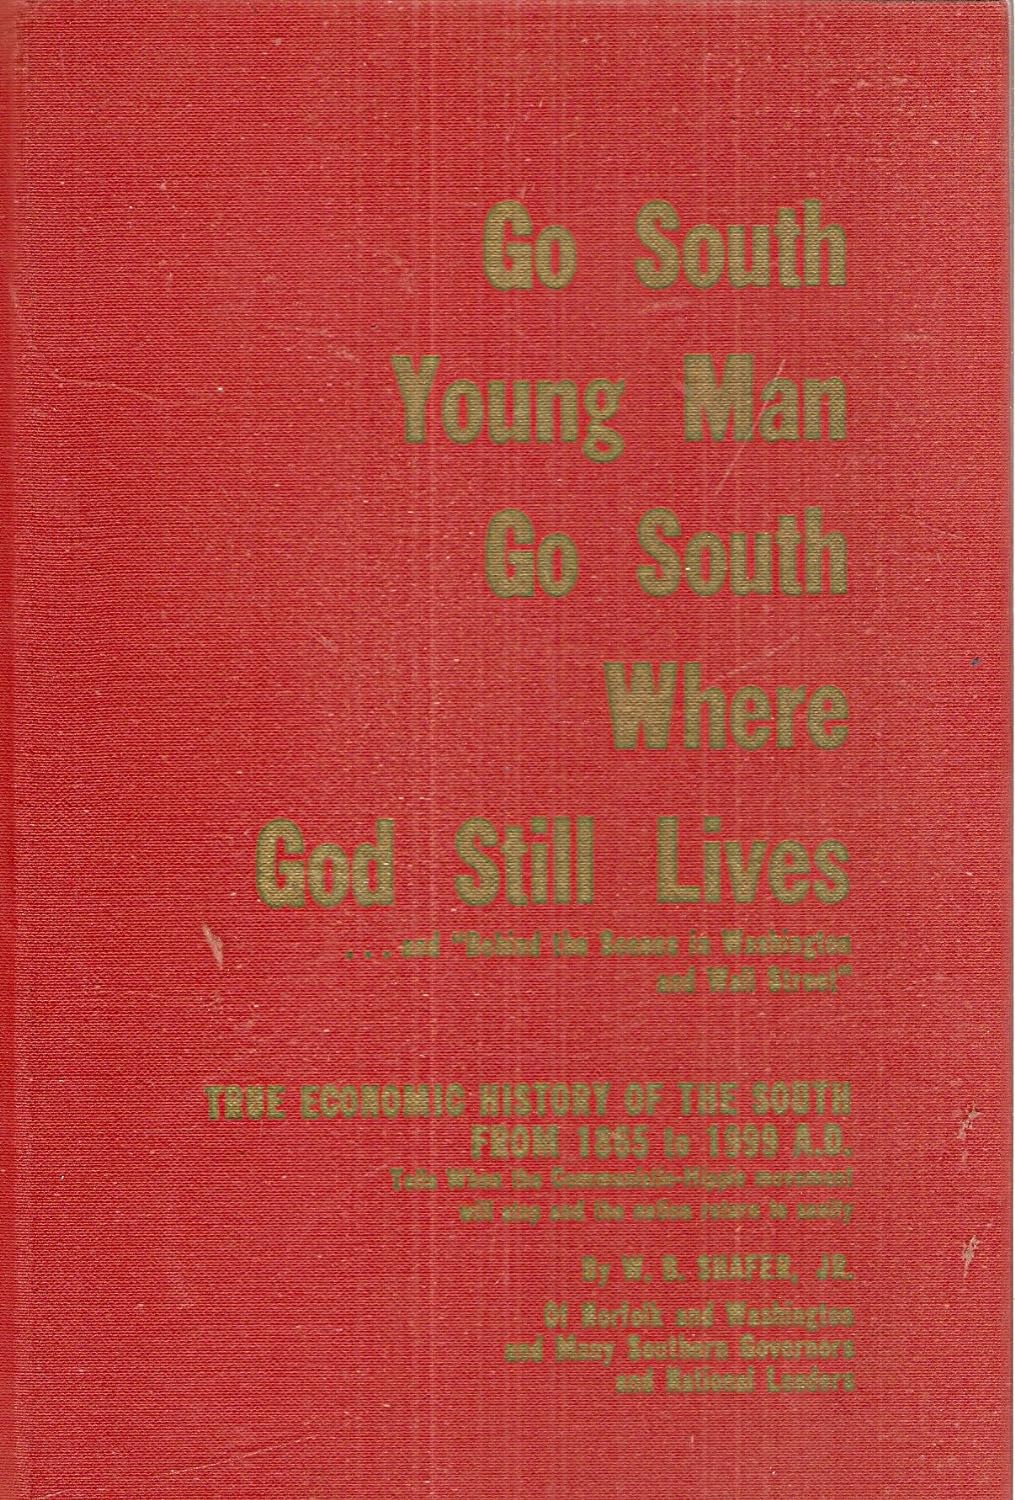 Go South
Young Man
Go South
Where
God Still Lives
...and "Behind the Scenes in Washington
and Wall Street"
TRUE ECONOMIC HISTORY OF THE SOUTH
FROM 1865 to 1999 A.D.
Tells When the Communistic-Hippie movement
will stop and the nation return to sanity
By W. B. SHAFER, JR.
Of Norfolk and Washington
and Many Southern Governors
and National Leaders